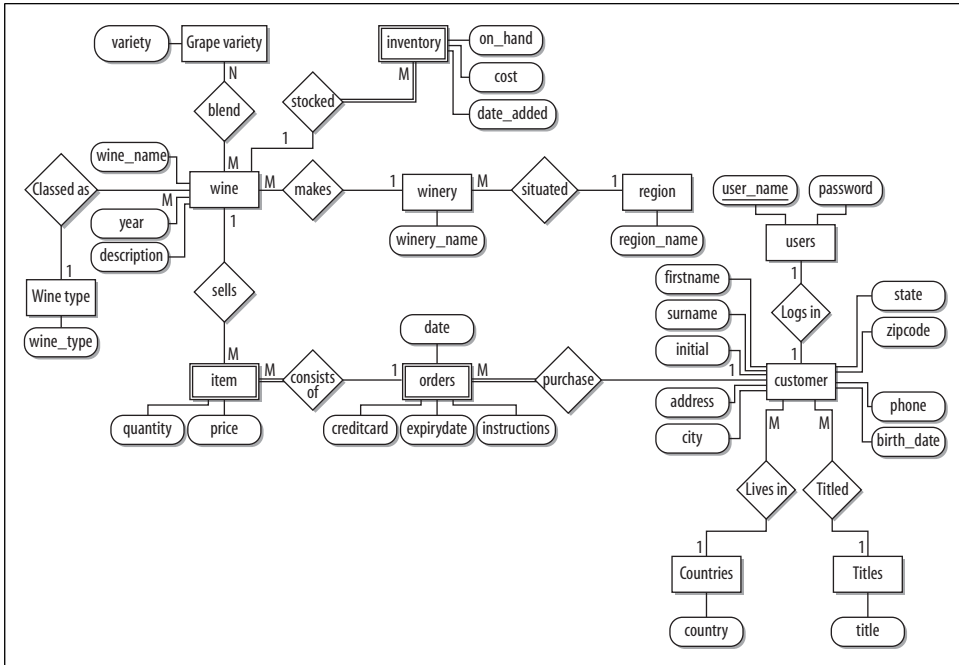 variety
Grape variety
inventory
on_hand
cost
date_added
N
M
blend
stocked
1
M
wine_name
Classed as
wine
M
makes
1
winery
M
situated
1
region
user_name
password
M
year
1
winery_name
region_name
users
description
1
Wine type
sells
1
Logs in
firstname
state
surname
zipcode
wine_type
date
initial
1
M
item
M
consists
of
1
orders
M
purchase
1
customer
address
phone
quantity
price
creditcard
expirydate
instructions
city
M
M
birth_date
Lives in
Titled
1
1
Countries
Titles
country
title